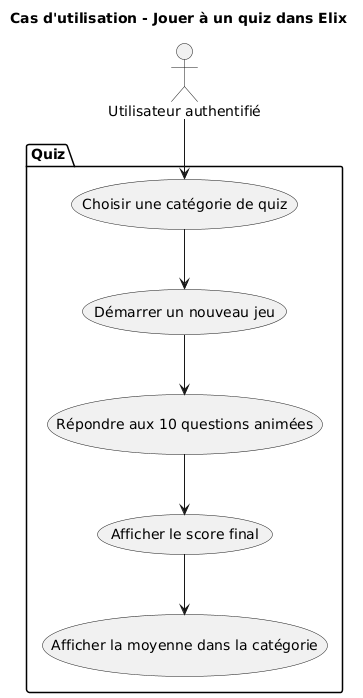 Cas d'utilisation - Jouer à un quiz dans Elix
Utilisateur authentifié
Quiz
Choisir une catégorie de quiz
Démarrer un nouveau jeu
Répondre aux 10 questions animées
Afficher le score final
Afficher la moyenne dans la catégorie